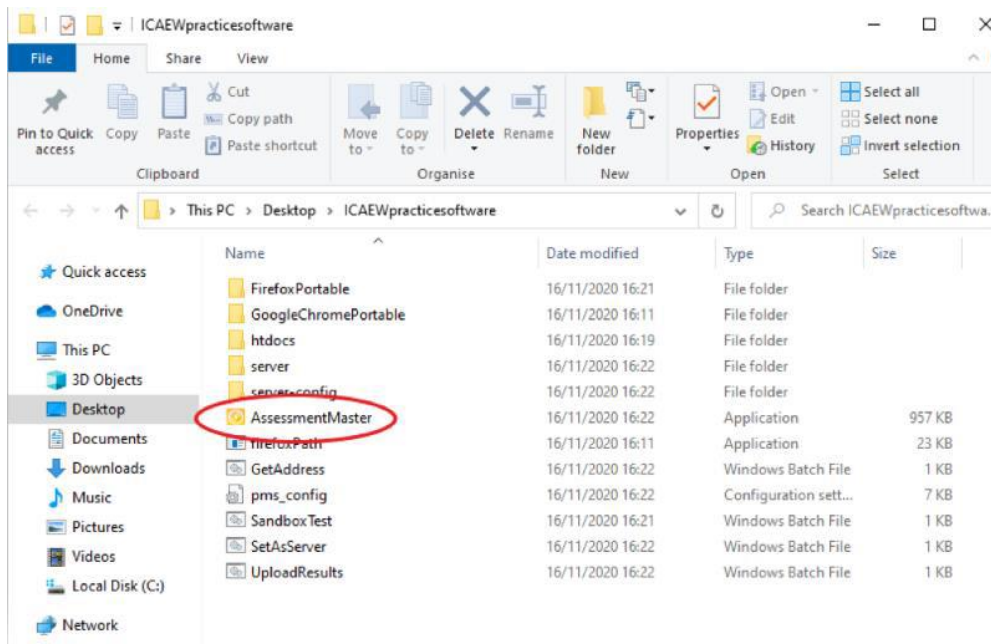 ICAEWpracticesoftware
File Home Share View
Pin to Quick access
Copy
Paste
Cut
Copy path
Paste shortcut
Move to
Copy to
Delete
Rename
New folder
Properties
Open
Edit
History
Select all
Select none
Invert selection
Clipboard Organise New Open Select
This PC > Desktop > ICAEWpracticesoftware
Search ICAEWpracticesoftwa...
Quick access
OneDrive
This PC
3D Objects
Desktop
Documents
Downloads
Music
Pictures
Videos
Local Disk (C:)
Network
Name Date modified Type Size
FirefoxPortable 16/11/2020 16:21 File folder
GoogleChromePortable 16/11/2020 16:11 File folder
htdocs 16/11/2020 16:19 File folder
server 16/11/2020 16:22 File folder
server-config 16/11/2020 16:22 File folder
AssessmentMaster 16/11/2020 16:22 Application 957 KB
firefoxPath 16/11/2020 16:11 Application 23 KB
GetAddress 16/11/2020 16:22 Windows Batch File 1 KB
pms_config 16/11/2020 16:22 Configuration sett... 7 KB
SandboxTest 16/11/2020 16:21 Windows Batch File 1 KB
SetAsServer 16/11/2020 16:22 Windows Batch File 1 KB
UploadResults 16/11/2020 16:22 Windows Batch File 1 KB